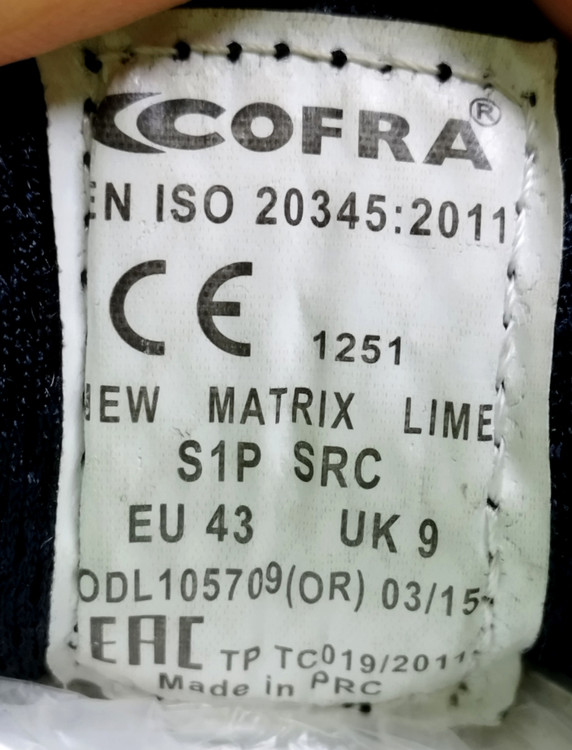 COFRA®
EN ISO 20345:2011
CE 1251
NEW MATRIX LIME
S1P SRC
EU 43 UK 9
ODL105709(OR) 03/15
EAC TP TC019/2011
Made in PRC